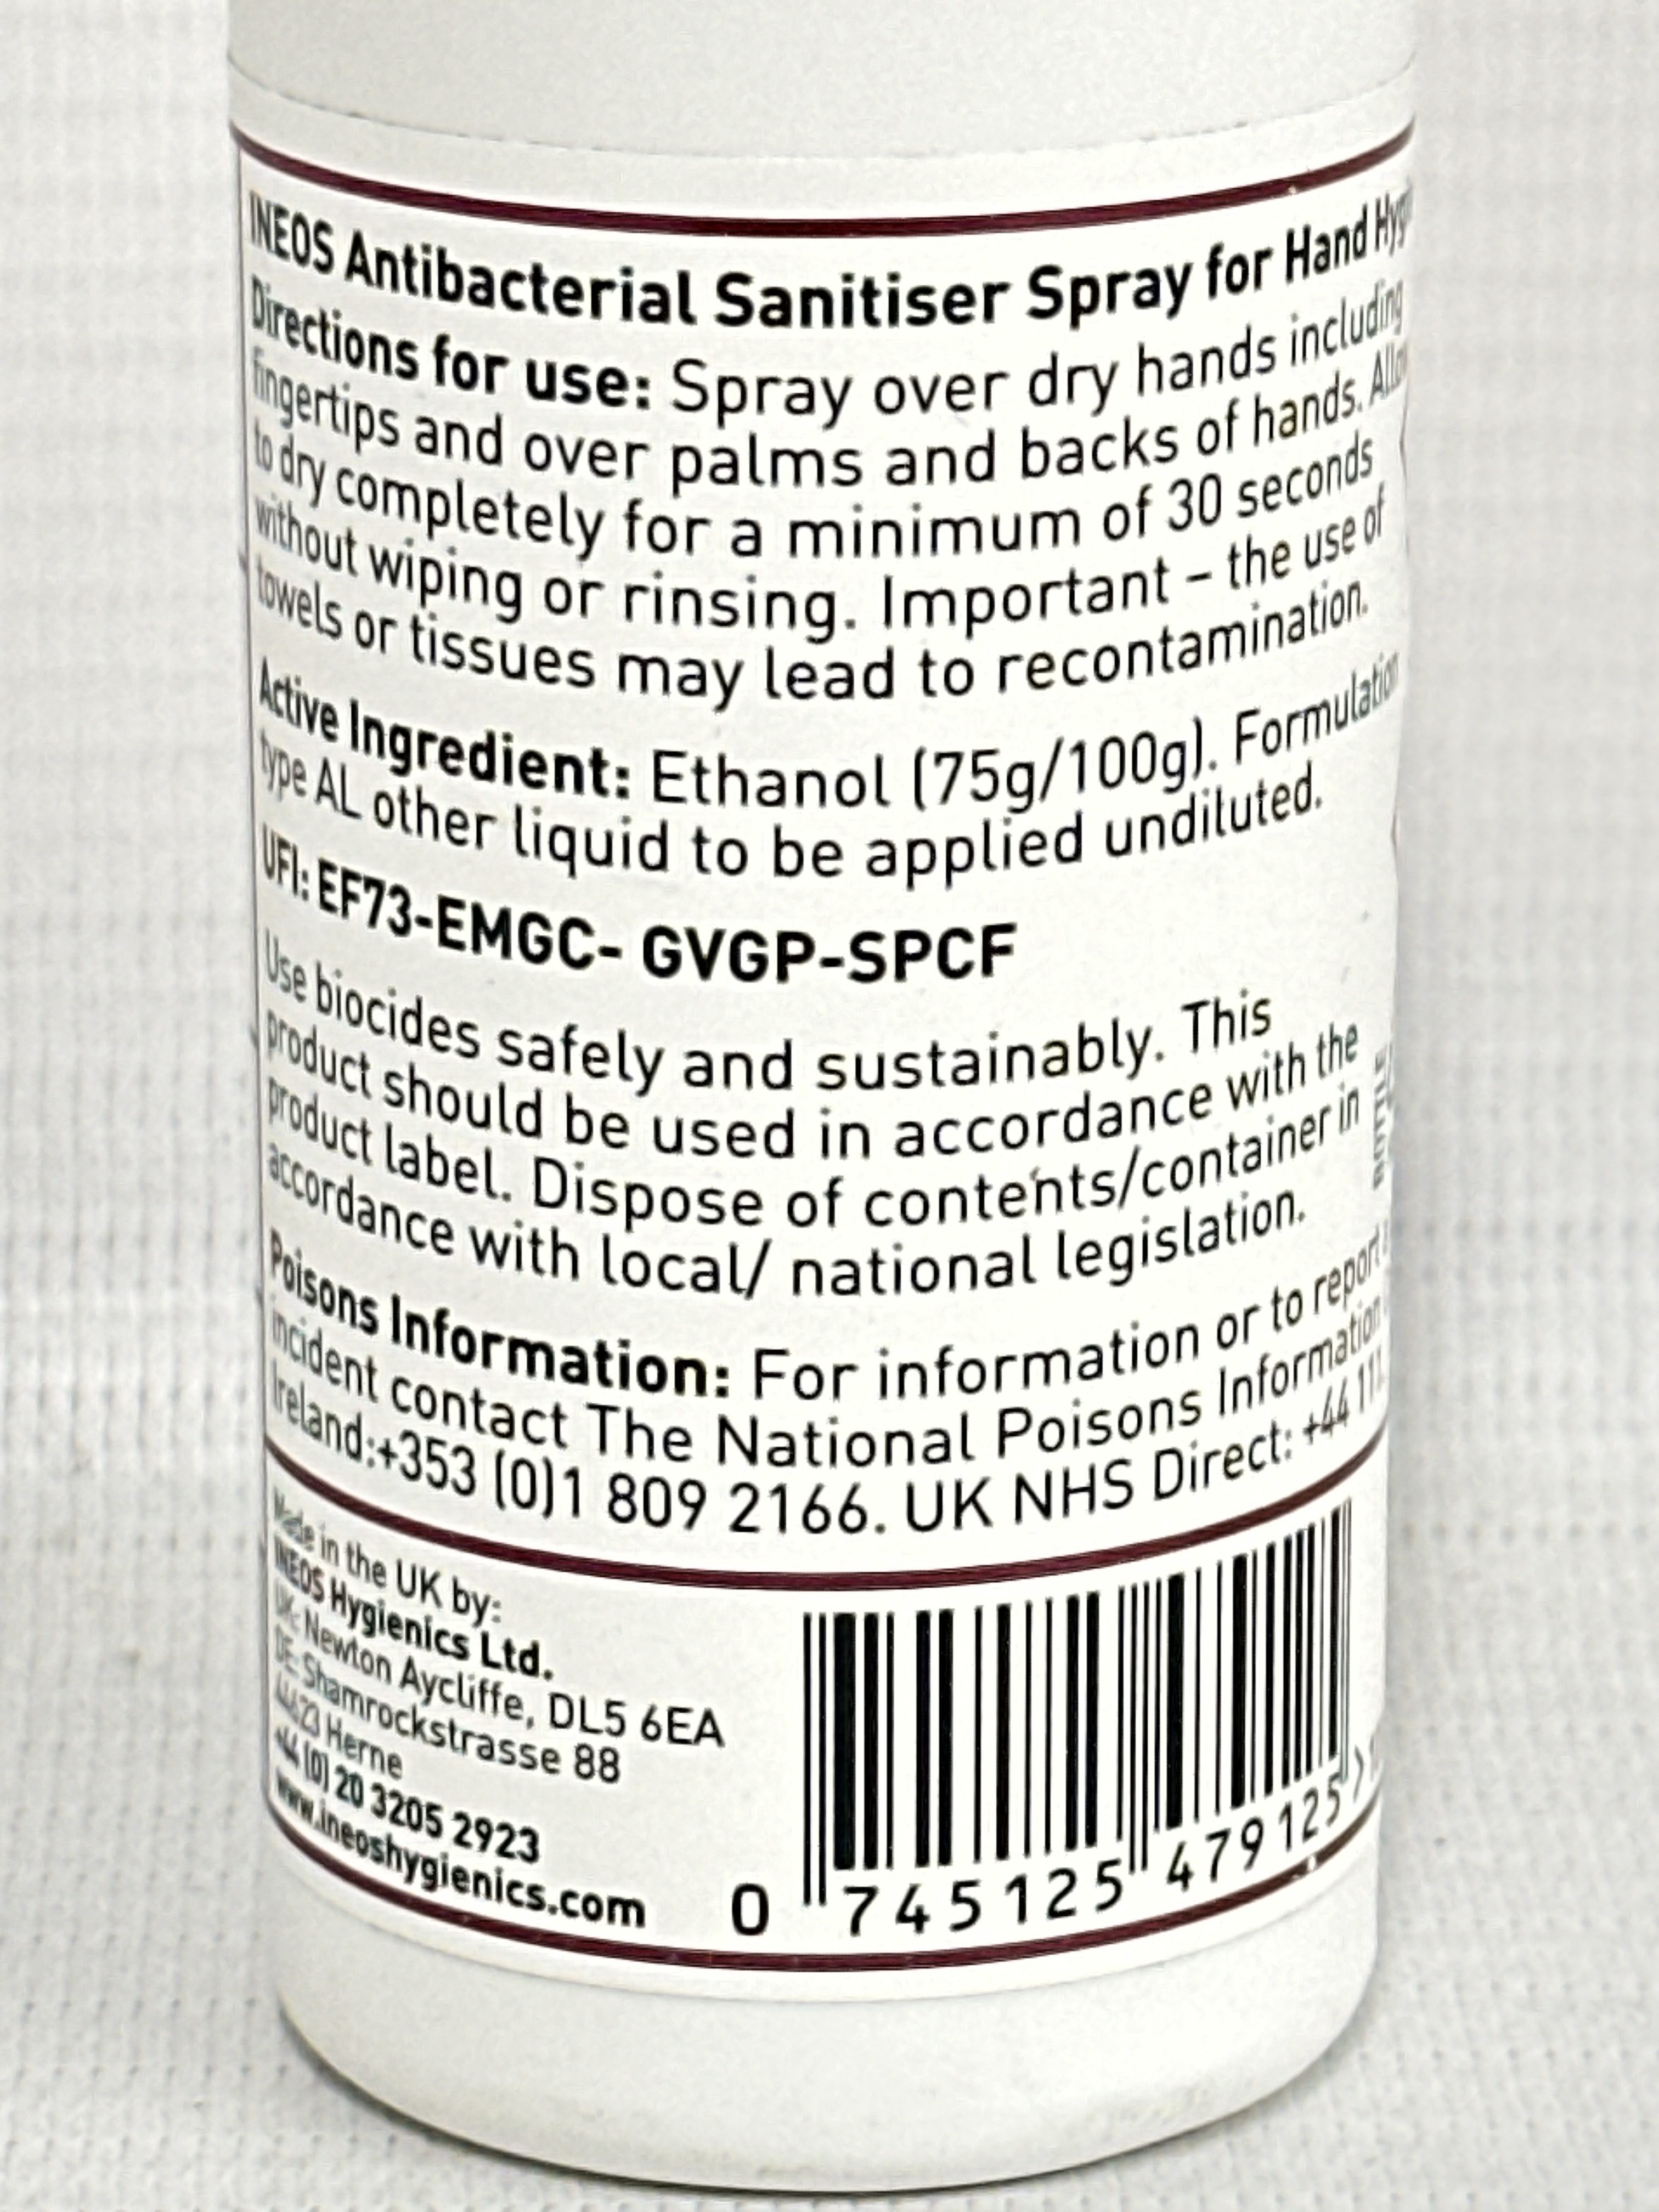 INEOS Antibacterial Sanitiser Spray for Hand
Directions for use: Spray over dry hands including
fingertips and over palms and backs of hands. Allow
to dry completely for a minimum of 30 seconds
without wiping or rinsing. Important – the use of
towels or tissues may lead to recontamination.
Active Ingredient: Ethanol (75g/100g). Formulation
type AL other liquid to be applied undiluted.
UFI: EF73-EMGC- GVGP-SPCF
Use biocides safely and sustainably. This
product should be used in accordance with the
product label. Dispose of contents/container in
accordance with local/ national legislation.
Poisons Information: For information or to report
incident contact The National Poisons Information
Ireland:+353 (0)1 809 2166. UK NHS Direct: +44 111.
Made in the UK by:
INEOS Hygienics Ltd.
UK: Newton Aycliffe, DL5 6EA
DE: Shamrockstrasse 88
44623 Herne
+44 (0) 20 3205 2923
www.ineoshygienics.com
0 745125 479125 >